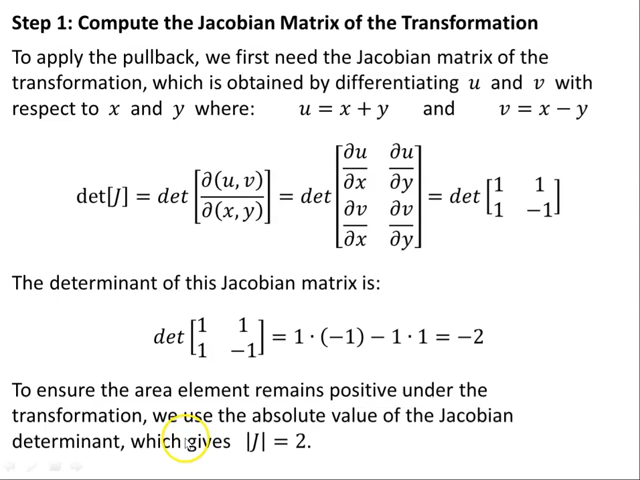 Step 1: Compute the Jacobian Matrix of the Transformation
To apply the pullback, we first need the Jacobian matrix of the
transformation, which is obtained by differentiating u and v with
respect to x and y where: u = x + y and v = x − y
det[J] = det [∂(u, v)/∂(x, y)] = det [∂u/∂x ∂u/∂y; ∂v/∂x ∂v/∂y] = det [1 1; 1 −1]
The determinant of this Jacobian matrix is:
det [1 1; 1 −1] = 1 · (−1) − 1 · 1 = −2
To ensure the area element remains positive under the
transformation, we use the absolute value of the Jacobian
determinant, which gives |J| = 2.